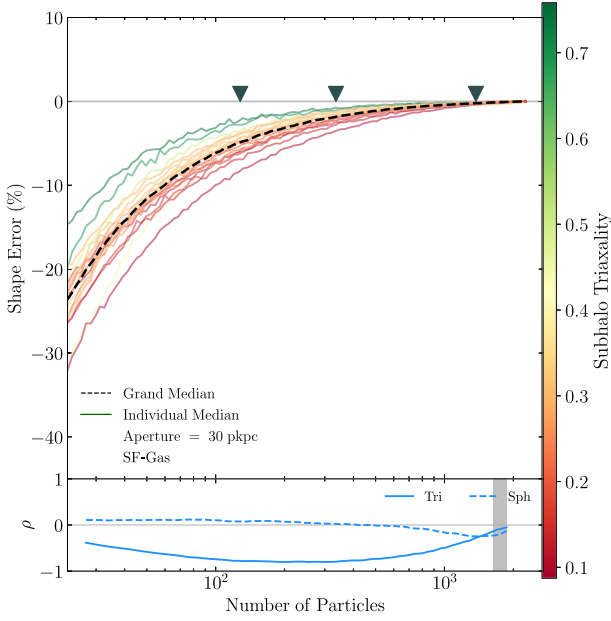 10
0
−10
−20
−30
−40
Shape Error (%)
Grand Median
Individual Median
Aperture = 30 pkpc
SF-Gas
1
0
−1
ρ
Tri
Sph
10²
10³
Number of Particles
0.7
0.6
0.5
0.4
0.3
0.2
0.1
Subhalo Triaxality